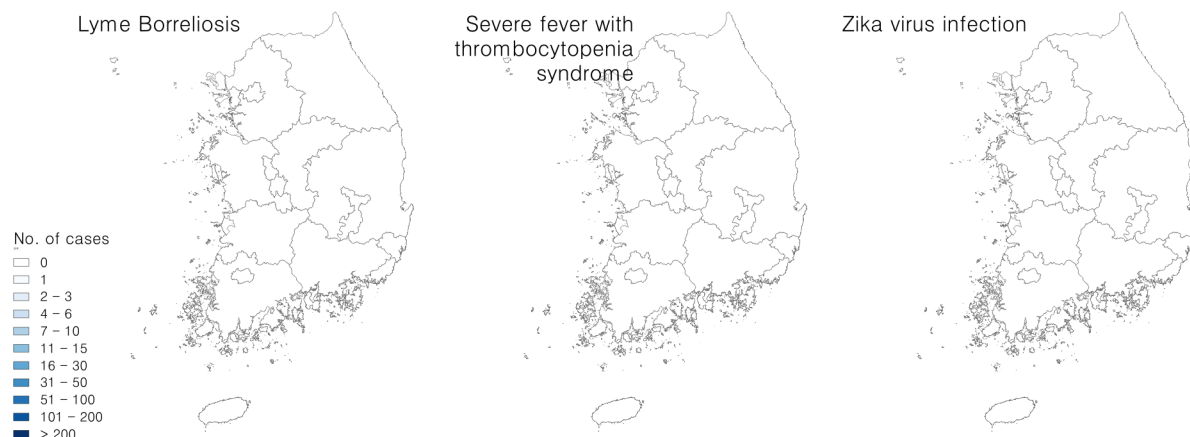 Lyme Borreliosis
Severe fever with
thrombocytopenia
syndrome
Zika virus infection
No. of cases
0
1
2 – 3
4 – 6
7 – 10
11 – 15
16 – 30
31 – 50
51 – 100
101 – 200
> 200